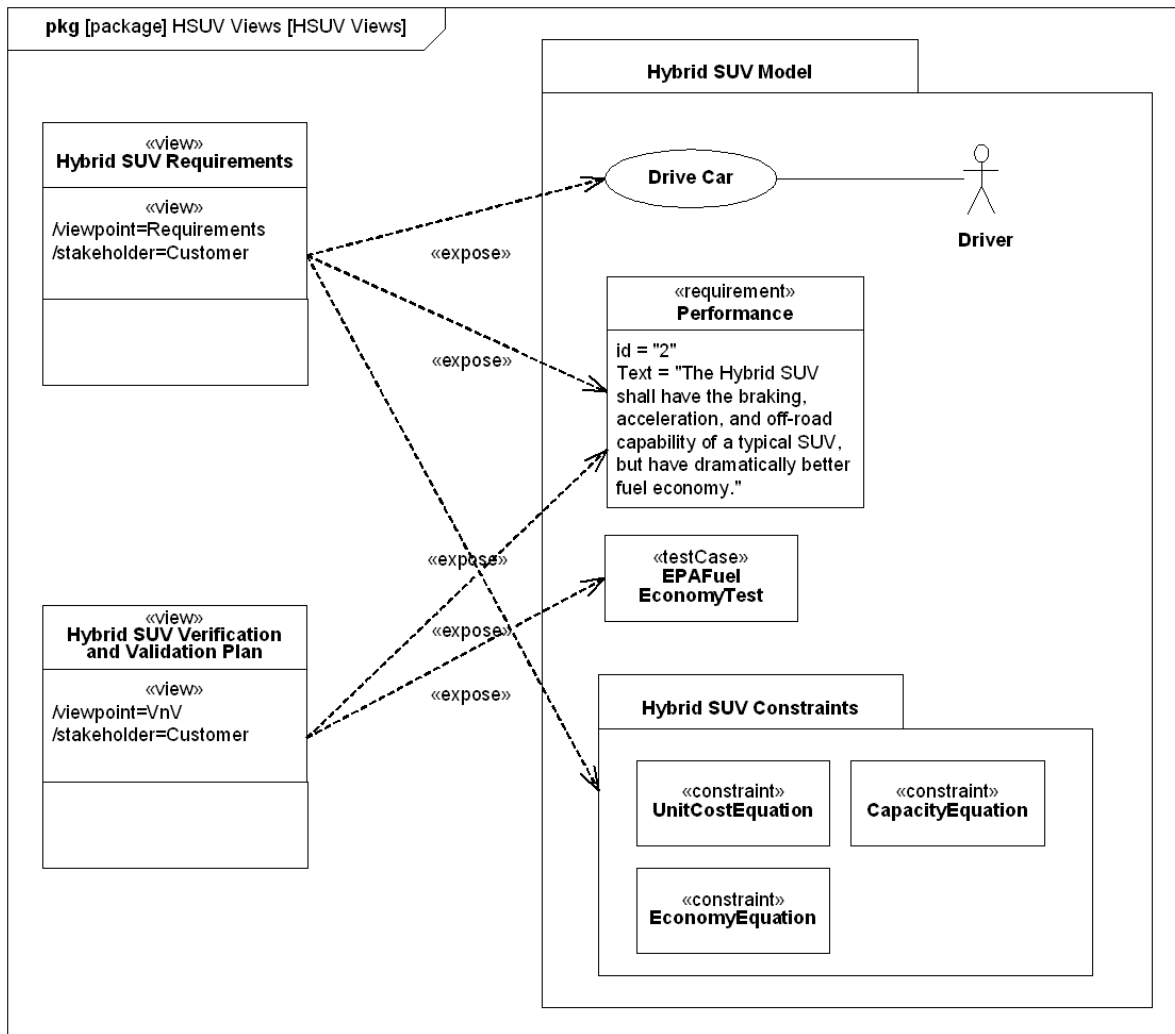 pkg [package] HSUV Views [HSUV Views]
Hybrid SUV Model
«view»
Hybrid SUV Requirements
«view»
/viewpoint=Requirements
/stakeholder=Customer
Drive Car
Driver
«expose»
«expose»
«requirement»
Performance
id = "2"
Text = "The Hybrid SUV
shall have the braking,
acceleration, and off-road
capability of a typical SUV,
but have dramatically better
fuel economy."
«expose»
«testCase»
EPAFuel
EconomyTest
«view»
Hybrid SUV Verification
and Validation Plan
«view»
/viewpoint=VnV
/stakeholder=Customer
«expose»
«expose»
Hybrid SUV Constraints
«constraint»
UnitCostEquation
«constraint»
CapacityEquation
«constraint»
EconomyEquation